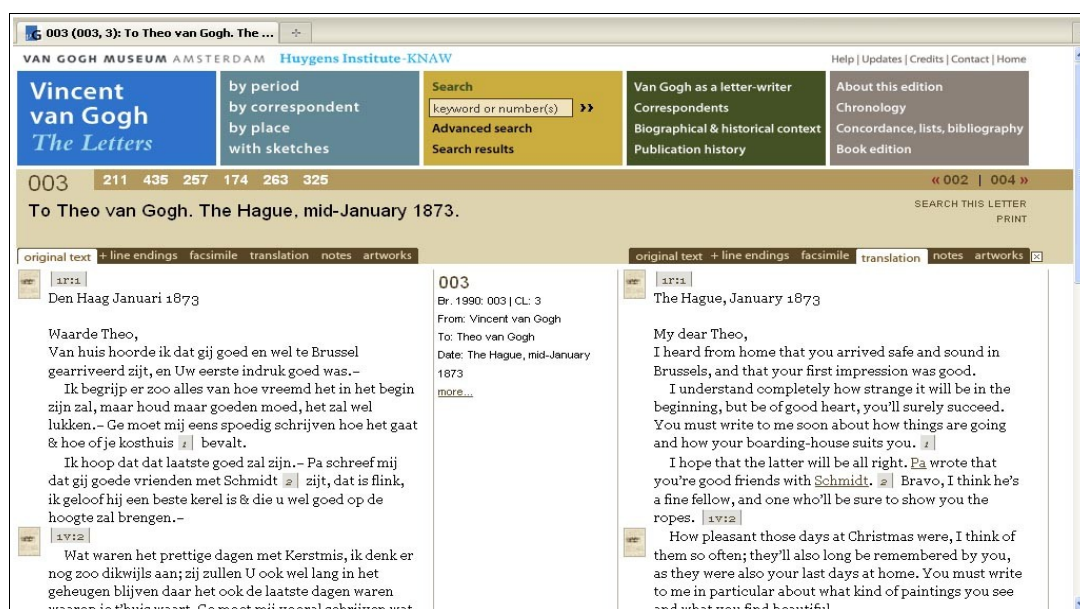 003 (003, 3): To Theo van Gogh. The ...
VAN GOGH MUSEUM AMSTERDAM Huygens Institute-KNAW
Help | Updates | Credits | Contact | Home
Vincent
van Gogh
The Letters
by period
by correspondent
by place
with sketches
Search
keyword or number(s)
Advanced search
Search results
Van Gogh as a letter-writer
Correspondents
Biographical & historical context
Publication history
About this edition
Chronology
Concordance, lists, bibliography
Book edition
003 211 435 257 174 263 325
« 002 | 004 »
To Theo van Gogh. The Hague, mid-January 1873.
SEARCH THIS LETTER
PRINT
original text + line endings facsimile translation notes artworks
1r:1
Den Haag Januari 1873
Waarde Theo,
Van huis hoorde ik dat gij goed en wel te Brussel
gearriveerd zijt, en Uw eerste indruk goed was.–
Ik begrijp er zoo alles van hoe vreemd het in het begin
zijn zal, maar houd maar goeden moed, het zal wel
lukken.– Ge moet mij eens spoedig schrijven hoe het gaat
& hoe of je kosthuis 1 bevalt.
Ik hoop dat dat laatste goed zal zijn.– Pa schreef mij
dat gij goede vrienden met Schmidt 2 zijt, dat is flink,
ik geloof hij een beste kerel is & die u wel goed op de
hoogte zal brengen.–
1v:2
Wat waren het prettige dagen met Kerstmis, ik denk er
nog zoo dikwijls aan; zij zullen U ook wel lang in het
geheugen blijven daar het ook de laatste dagen waren
003
Br. 1990: 003 | CL: 3
From: Vincent van Gogh
To: Theo van Gogh
Date: The Hague, mid-January
1873
more...
original text + line endings facsimile translation notes artworks
1r:1
The Hague, January 1873
My dear Theo,
I heard from home that you arrived safe and sound in
Brussels, and that your first impression was good.
I understand completely how strange it will be in the
beginning, but be of good heart, you'll surely succeed.
You must write to me soon about how things are going
and how your boarding-house suits you. 1
I hope that the latter will be all right. Pa wrote that
you're good friends with Schmidt. 2 Bravo, I think he's
a fine fellow, and one who'll be sure to show you the
ropes. 1v:2
How pleasant those days at Christmas were, I think of
them so often; they'll also long be remembered by you,
as they were also your last days at home. You must write
to me in particular about what kind of paintings you see
and what you find beautiful.